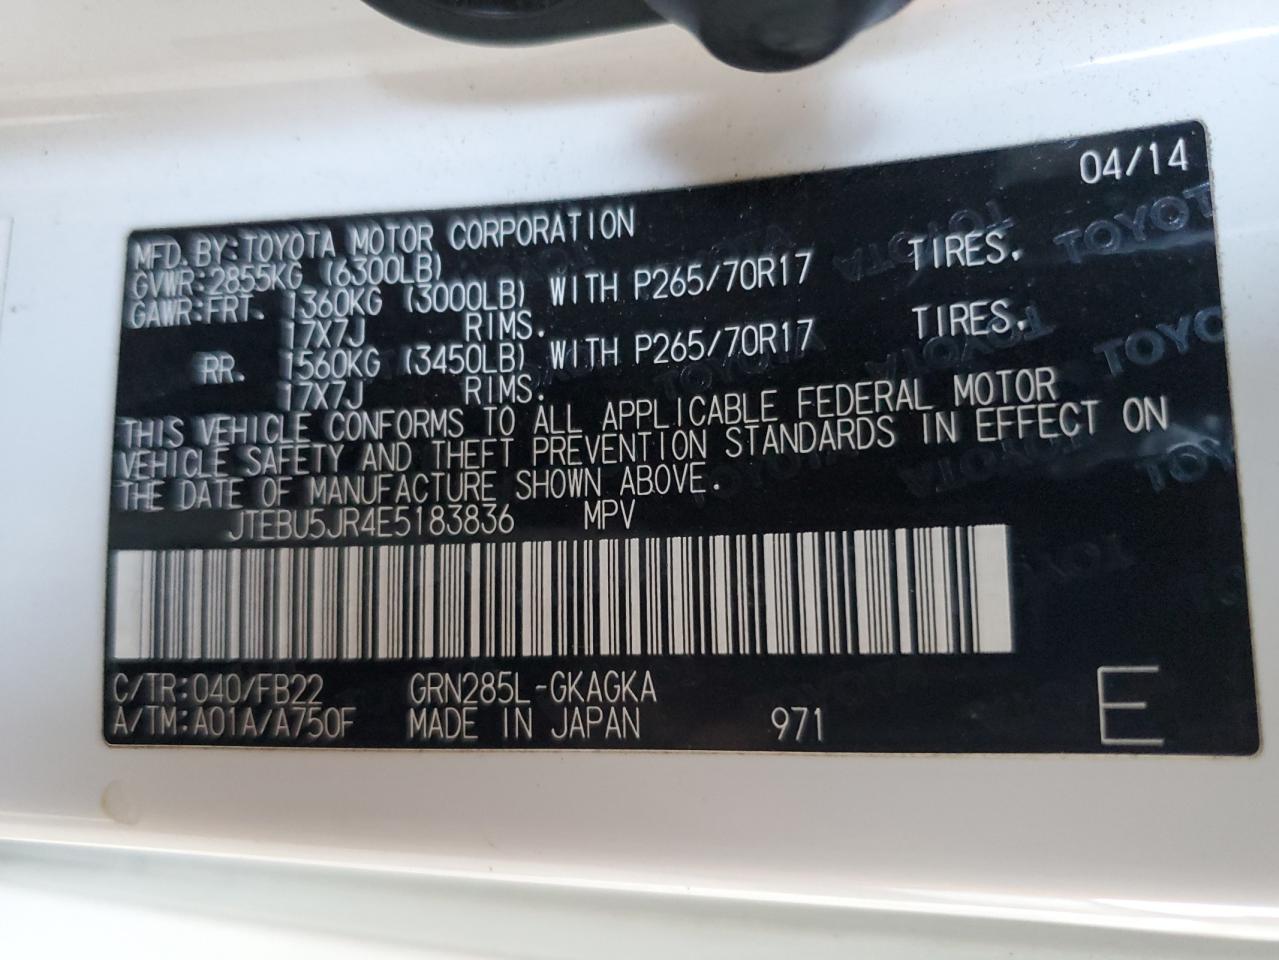 04/14
MFD. BY: TOYOTA MOTOR CORPORATION
GVWR: 2855KG (6300LB)
GAWR: FRT. 1360KG (3000LB) WITH P265/70R17 TIRES.
17X7J RIMS.
RR. 1560KG (3450LB) WITH P265/70R17 TIRES.
17X7J RIMS.
THIS VEHICLE CONFORMS TO ALL APPLICABLE FEDERAL MOTOR
VEHICLE SAFETY AND THEFT PREVENTION STANDARDS IN EFFECT ON
THE DATE OF MANUFACTURE SHOWN ABOVE.
JTEBU5JR4E5183836 MPV
C/TR: 040/FB22 GRN285L-GKAGKA
A/TM: A01A/A750F MADE IN JAPAN 971 E